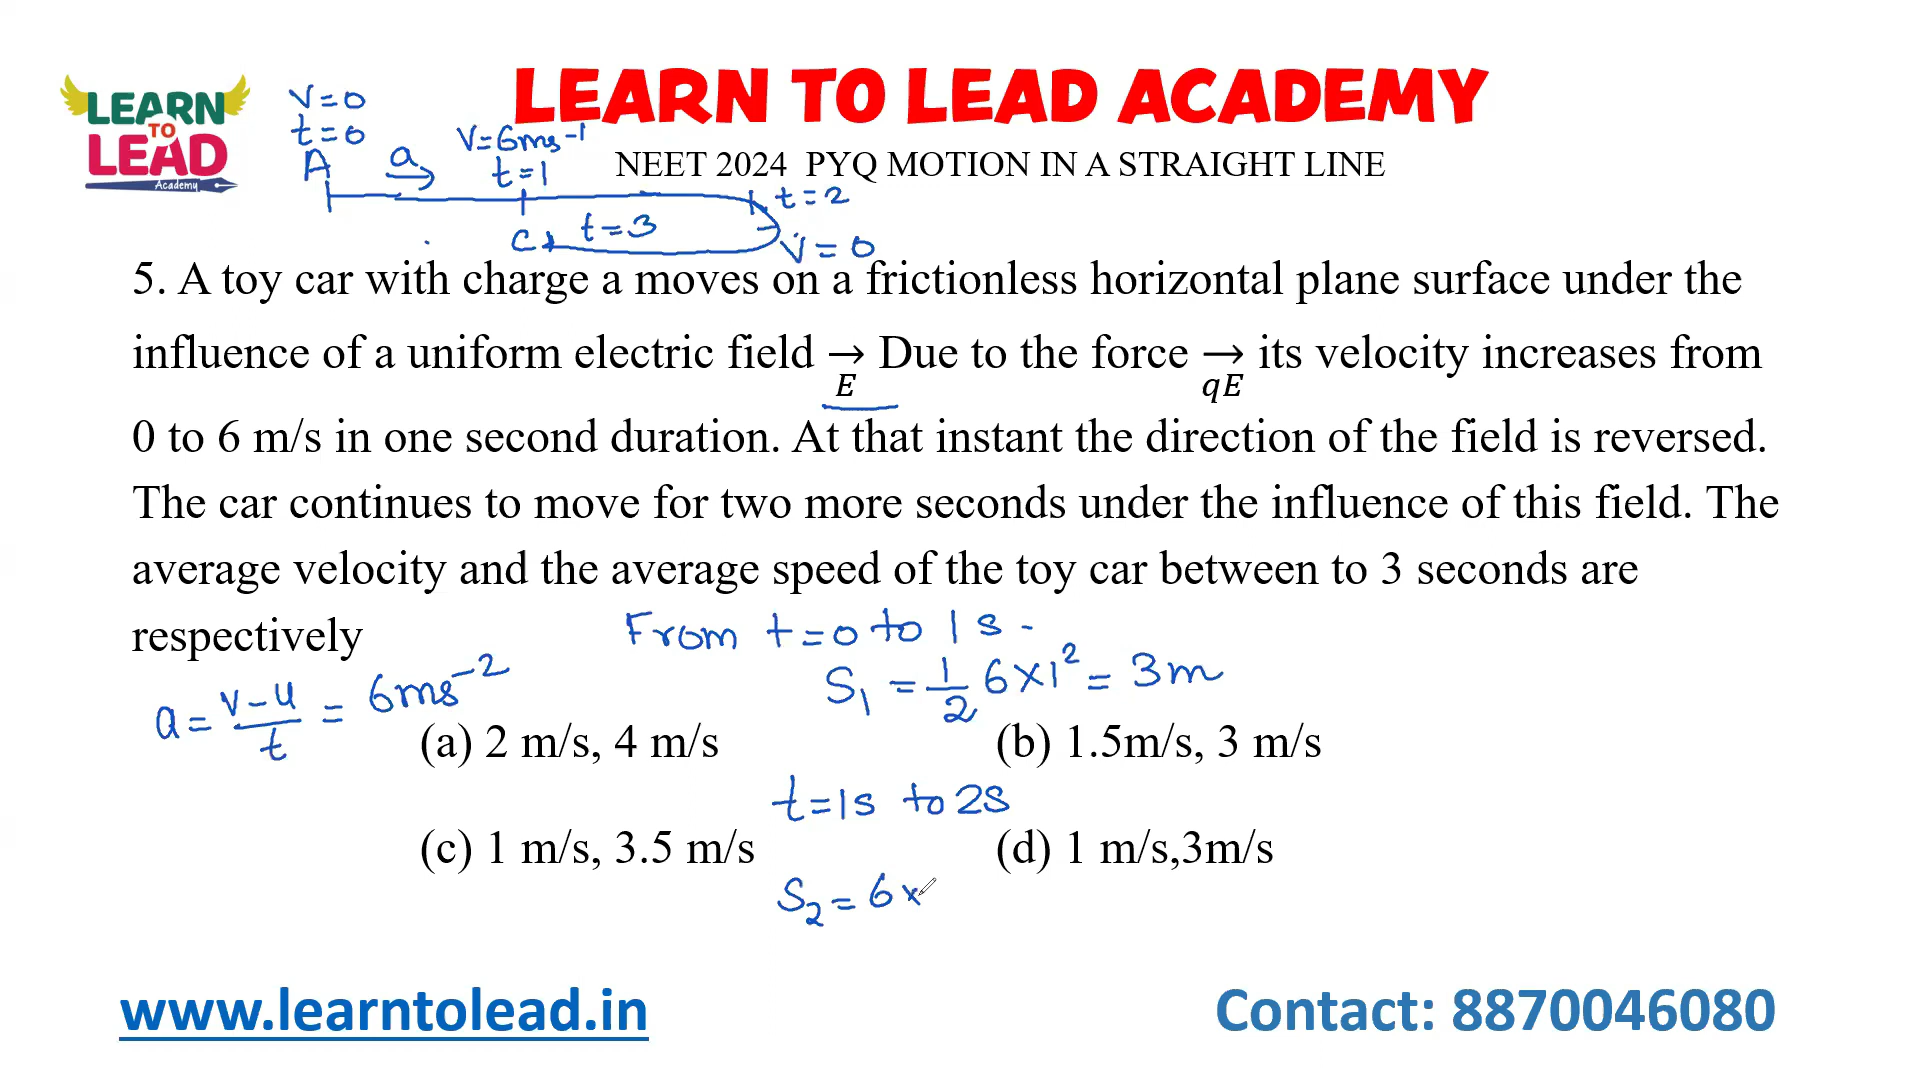 LEARN
TO
LEAD
Academy
LEARN TO LEAD ACADEMY
NEET 2024 PYQ MOTION IN A STRAIGHT LINE
V=0
t=0
A
a
V=6ms-1
t=1
t=2
C
t=3
V=0
5. A toy car with charge a moves on a frictionless horizontal plane surface under the
influence of a uniform electric field → E Due to the force → qE its velocity increases from
0 to 6 m/s in one second duration. At that instant the direction of the field is reversed.
The car continues to move for two more seconds under the influence of this field. The
average velocity and the average speed of the toy car between to 3 seconds are
respectively
From t=0 to 1s.
a = v-u/t = 6ms-2
S1 = 1/2 6×1² = 3m
(a) 2 m/s, 4 m/s
(b) 1.5m/s, 3 m/s
t=1s to 2s
(c) 1 m/s, 3.5 m/s
(d) 1 m/s,3m/s
S2 = 6×
www.learntolead.in
Contact: 8870046080